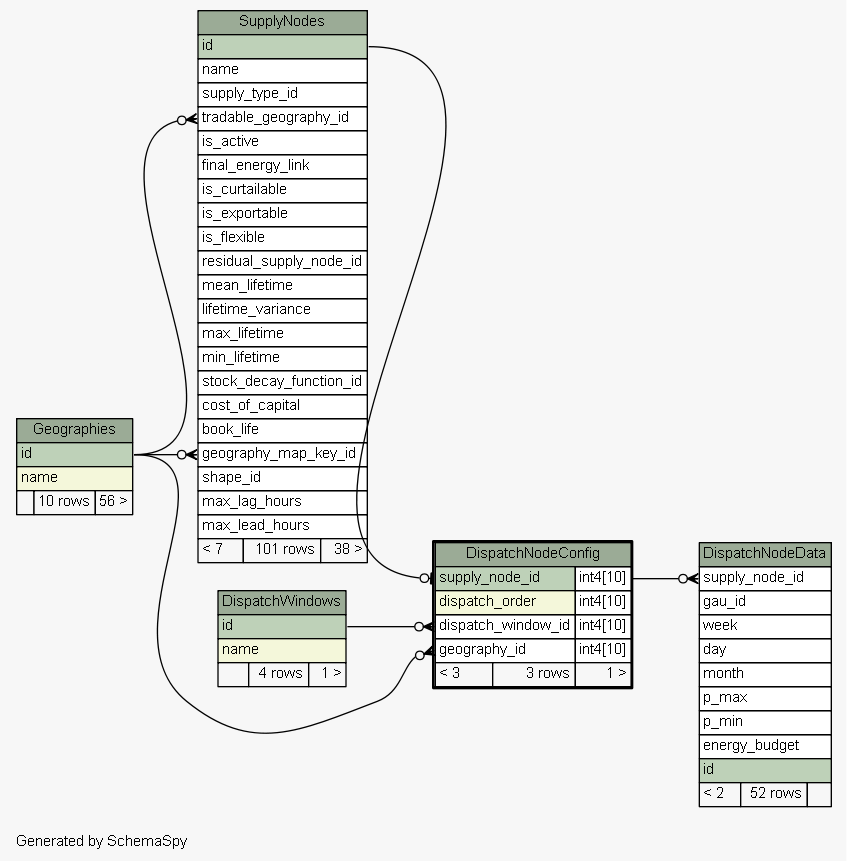 SupplyNodes
id
name
supply_type_id
tradable_geography_id
is_active
final_energy_link
is_curtailable
is_exportable
is_flexible
residual_supply_node_id
mean_lifetime
lifetime_variance
max_lifetime
min_lifetime
stock_decay_function_id
cost_of_capital
book_life
geography_map_key_id
shape_id
max_lag_hours
max_lead_hours
< 7 101 rows 38 >
Geographies
id
name
10 rows 56 >
DispatchWindows
id
name
4 rows 1 >
DispatchNodeConfig
supply_node_id int4[10]
dispatch_order int4[10]
dispatch_window_id int4[10]
geography_id int4[10]
< 3 3 rows 1 >
DispatchNodeData
supply_node_id
gau_id
week
day
month
p_max
p_min
energy_budget
id
< 2 52 rows
Generated by SchemaSpy